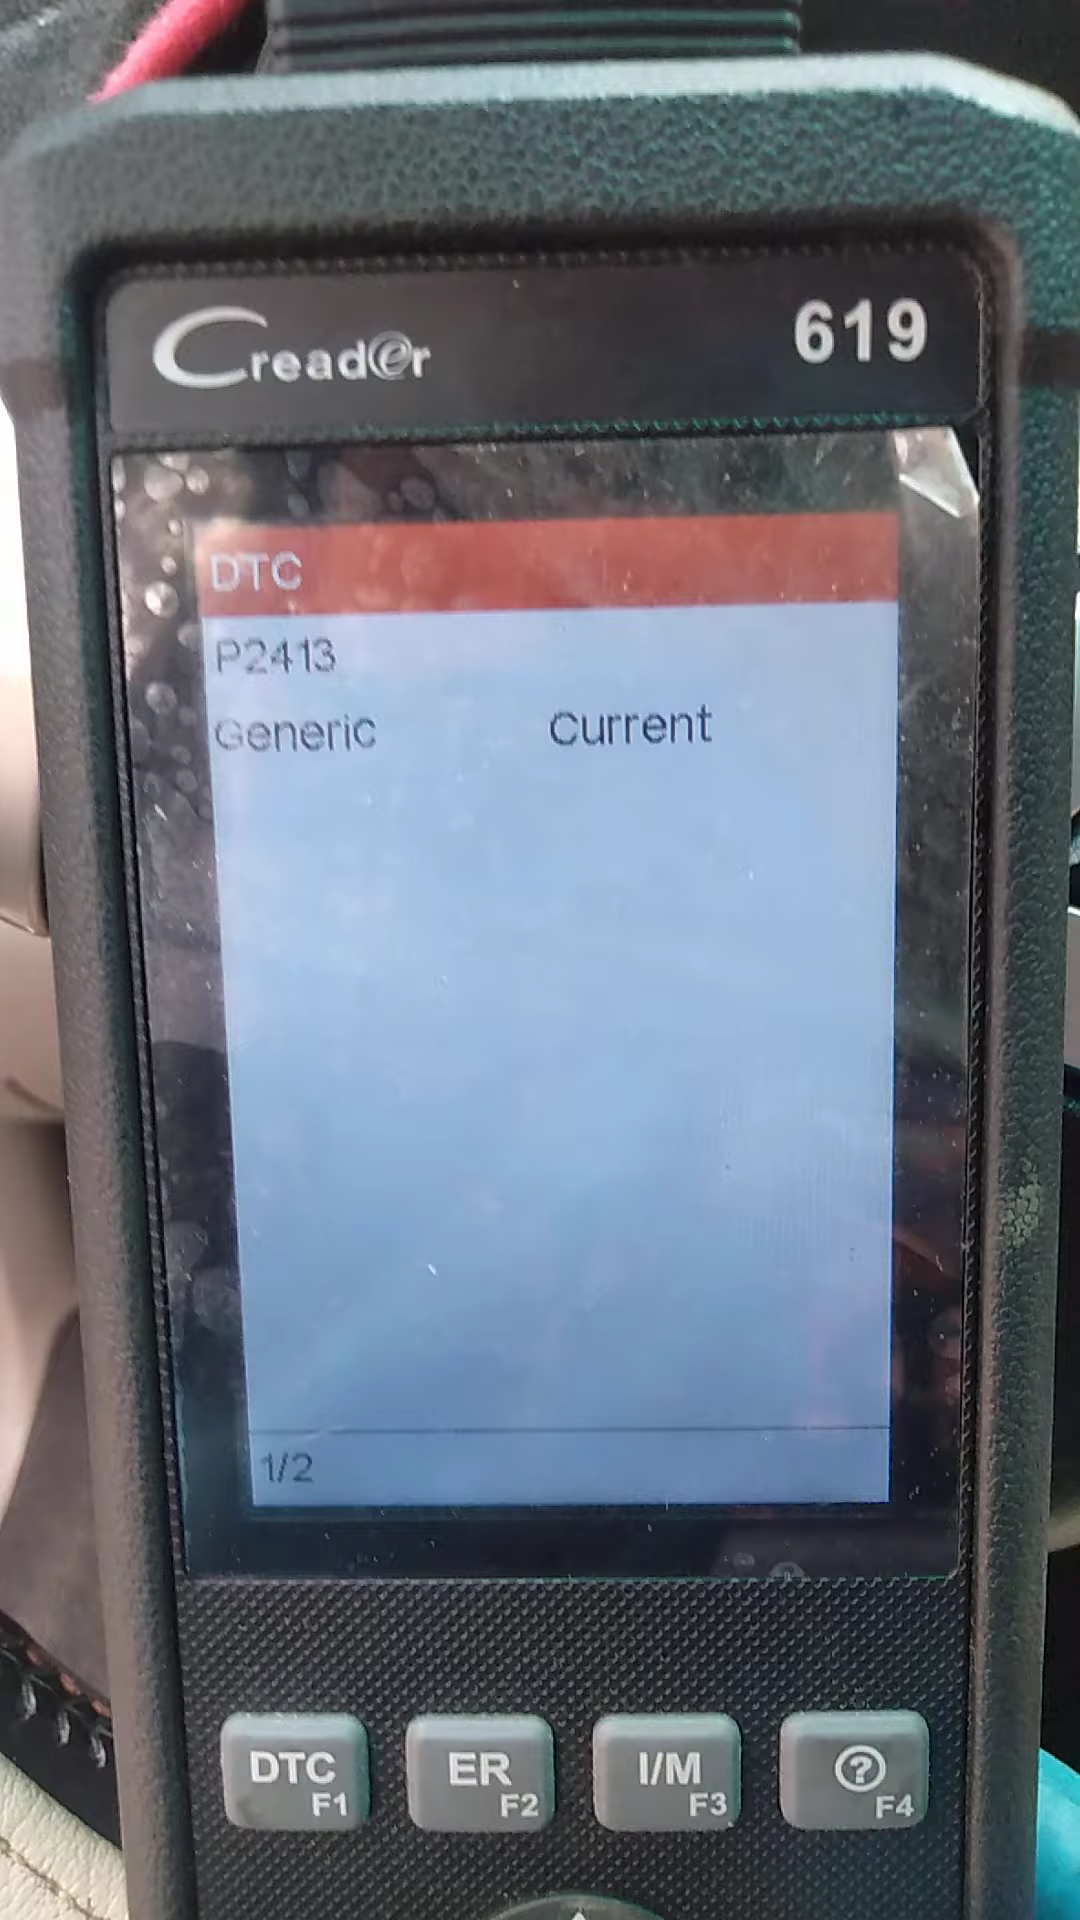 Creader
619
DTC
P2413
Generic Current
1/2
DTC F1
ER F2
I/M F3
? F4